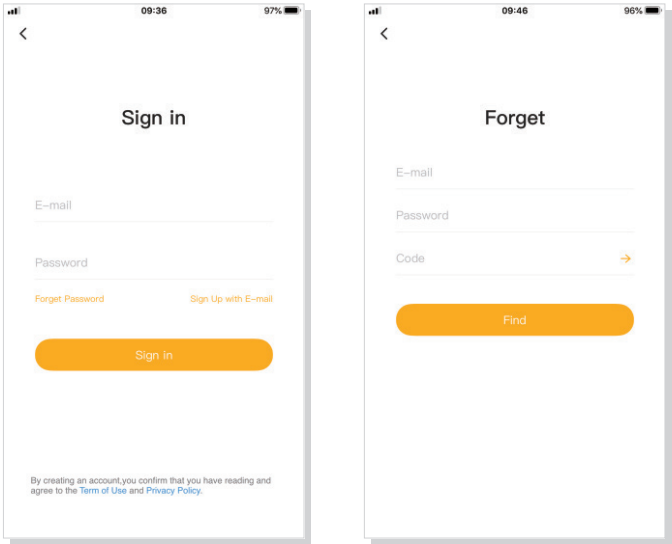 09:36
97%
Sign in
E-mail
Password
Forget Password
Sign Up with E-mail
Sign in
By creating an account,you confirm that you have reading and
agree to the Term of Use and Privacy Policy.
09:46
96%
Forget
E-mail
Password
Code
Find